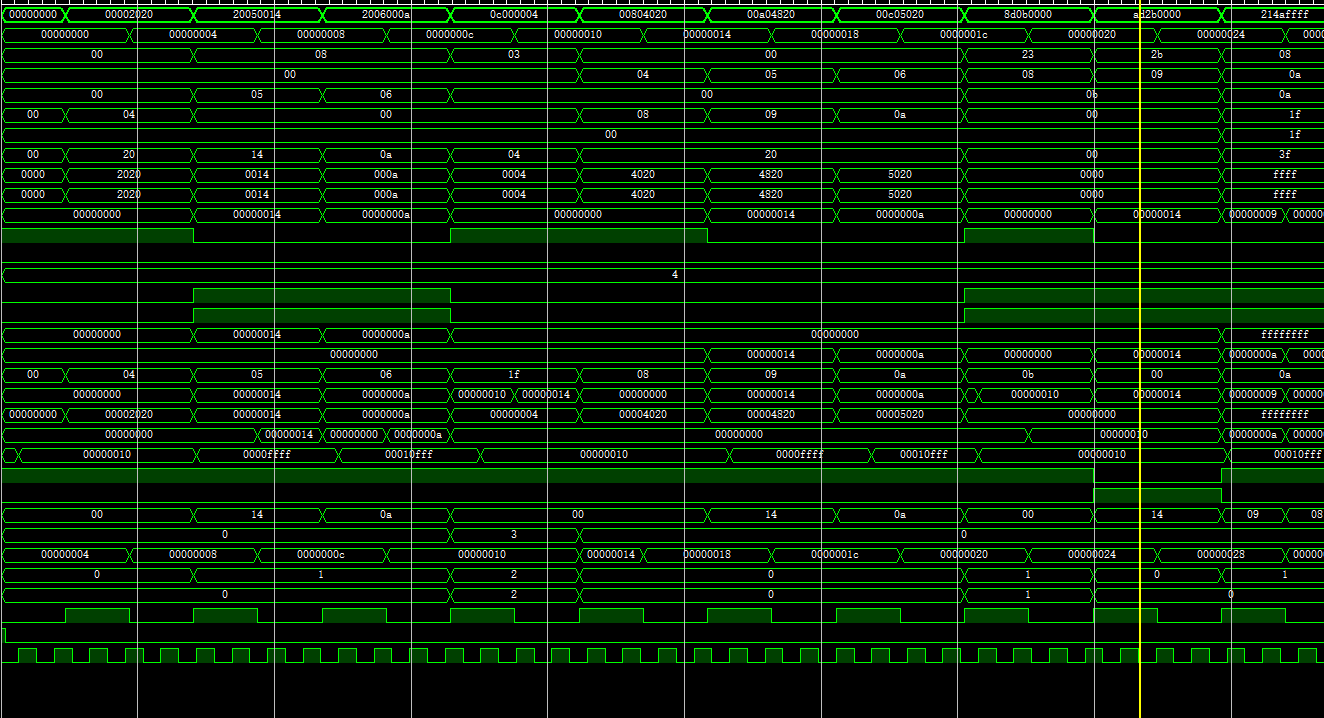 00000000 00002020 20050014 2006000a 0c000004 00804020 00a04820 00c05020 8d0b0000 ad2b0000 214affff
00000000 00000004 00000008 0000000c 00000010 00000014 00000018 0000001c 00000020 00000024
00 08 03 00 23 2b 08
00 04 05 06 08 09 0a
00 05 06 00 0b 0a
00 04 00 08 09 0a 00 1f
00 1f
00 20 14 0a 04 20 00 3f
0000 2020 0014 000a 0004 4020 4820 5020 0000 ffff
0000 2020 0014 000a 0004 4020 4820 5020 0000 ffff
00000000 00000014 0000000a 00000000 00000014 0000000a 00000000 00000014 00000009
4
00000000 00000014 0000000a 00000000 ffffffff
00000000 00000014 0000000a 00000000 00000014 0000000a
00 04 05 06 1f 08 09 0a 0b 00 0a
00000000 00000014 0000000a 00000010 00000014 00000000 00000014 0000000a 00000010 00000014 00000009
00000000 00002020 00000014 0000000a 00000004 00004020 00004820 00005020 00000000 ffffffff
00000000 00000014 00000000 0000000a 00000000 00000010 0000000a
00000010 0000ffff 00010fff 00000010 0000ffff 00010fff 00000010 00010fff
00 14 0a 00 14 0a 00 14 09 08
0 3 0
00000004 00000008 0000000c 00000010 00000014 00000018 0000001c 00000020 00000024 00000028
0 1 2 0 1 0 1
0 2 0 1 0